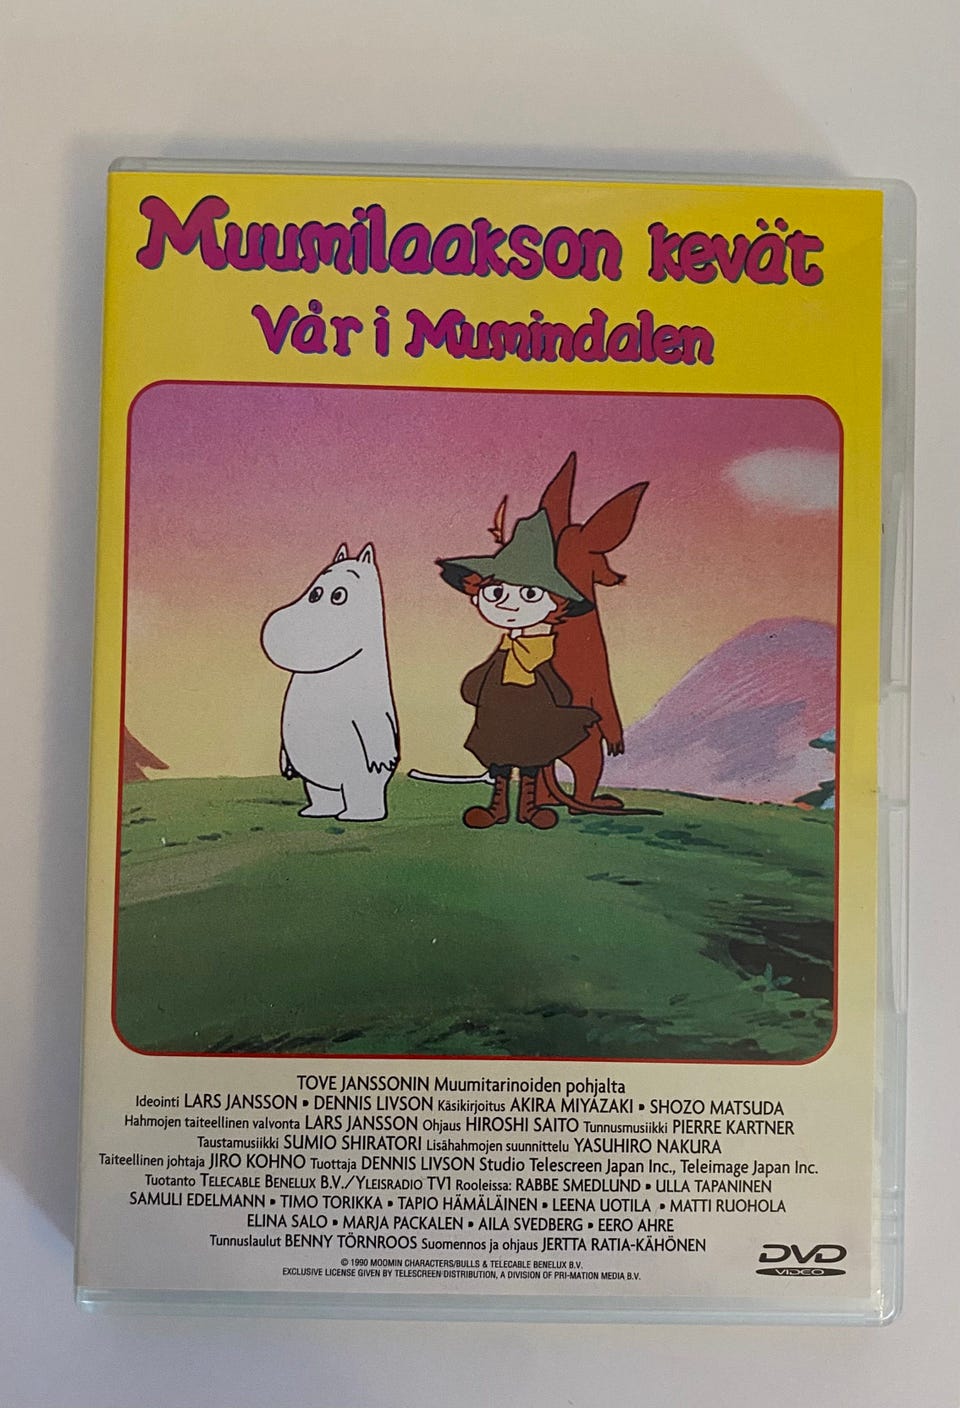 Muumilaakson kevät
Vår i Mumindalen
TOVE JANSSONIN Muumitarinoiden pohjalta
Ideointi LARS JANSSON • DENNIS LIVSON Käsikirjoitus AKIRA MIYAZAKI • SHOZO MATSUDA
Hahmojen taiteellinen valvonta LARS JANSSON Ohjaus HIROSHI SAITO Tunnusmusiikki PIERRE KARTNER
Taustamusiikki SUMIO SHIRATORI Lisähahmojen suunnittelu YASUHIRO NAKURA
Taiteellinen johtaja JIRO KOHNO Tuottaja DENNIS LIVSON Studio Telescreen Japan Inc., Teleimage Japan Inc.
Tuotanto TELECABLE BENELUX B.V./YLEISRADIO TV1 Rooleissa: RABBE SMEDLUND • ULLA TAPANINEN
SAMULI EDELMANN • TIMO TORIKKA • TAPIO HÄMÄLÄINEN • LEENA UOTILA • MATTI RUOHOLA
ELINA SALO • MARJA PACKALEN • AILA SVEDBERG • EERO AHRE
Tunnuslaulut BENNY TÖRNROOS Suomennos ja ohjaus JERTTA RATIA-KÄHÖNEN
© 1990 MOOMIN CHARACTERS/BULLS & TELECABLE BENELUX B.V.
EXCLUSIVE LICENSE GIVEN BY TELESCREEN DISTRIBUTION, A DIVISION OF PRI-MATION MEDIA B.V.
DVD
VIDEO